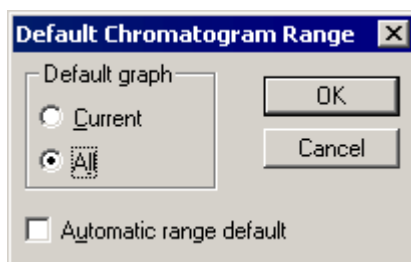 Default Chromatogram Range
Default graph
Current
All
OK
Cancel
Automatic range default